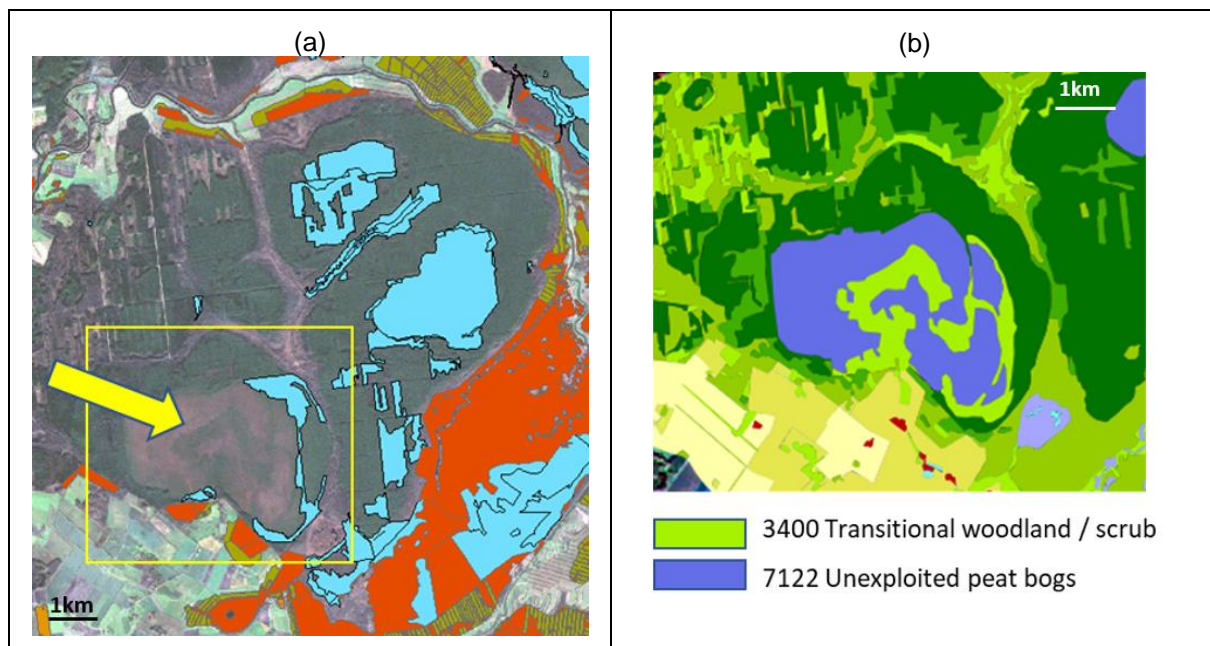 (a)
1km
(b)
1km
3400 Transitional woodland / scrub
7122 Unexploited peat bogs